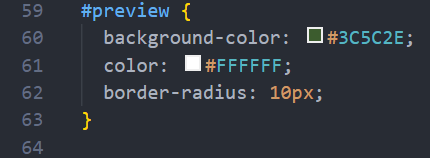 59 #preview {
60 background-color: #3C5C2E;
61 color: #FFFFFF;
62 border-radius: 10px;
63 }
64